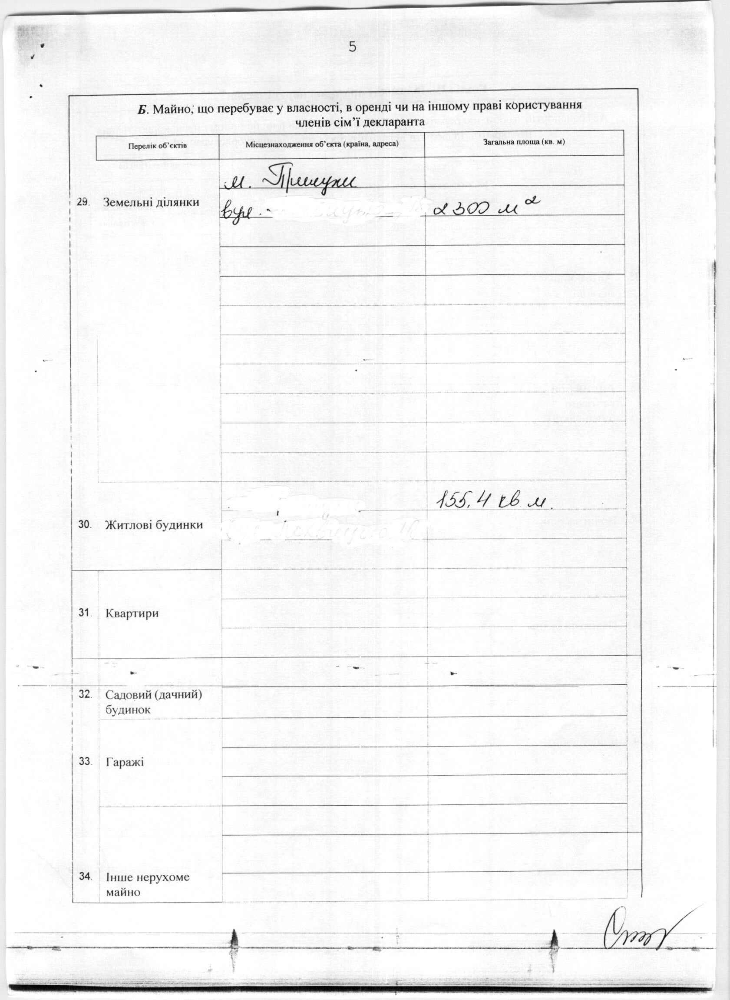 5
Б. Майно, що перебуває у власності, в оренді чи на іншому праві користування
членів сім’ї декларанта
Перелік об’єктів Місцезнаходження об’єкта (країна, адреса) Загальна площа (кв. м)
м. Прилуки
29. Земельні ділянки вул. 2300 м²
155,4 кв м.
30. Житлові будинки
31. Квартири
32. Садовий (дачний)
будинок
33. Гаражі
34. Інше нерухоме
майно